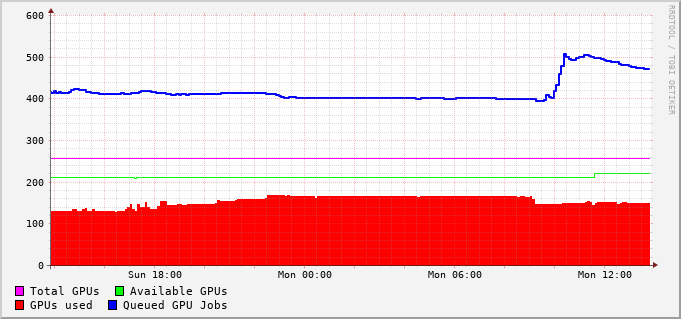 600
500
400
300
200
100
0
Sun 18:00 Mon 00:00 Mon 06:00 Mon 12:00
Total GPUs Available GPUs
GPUs used Queued GPU Jobs
RRDTOOL / TOBI OETIKER